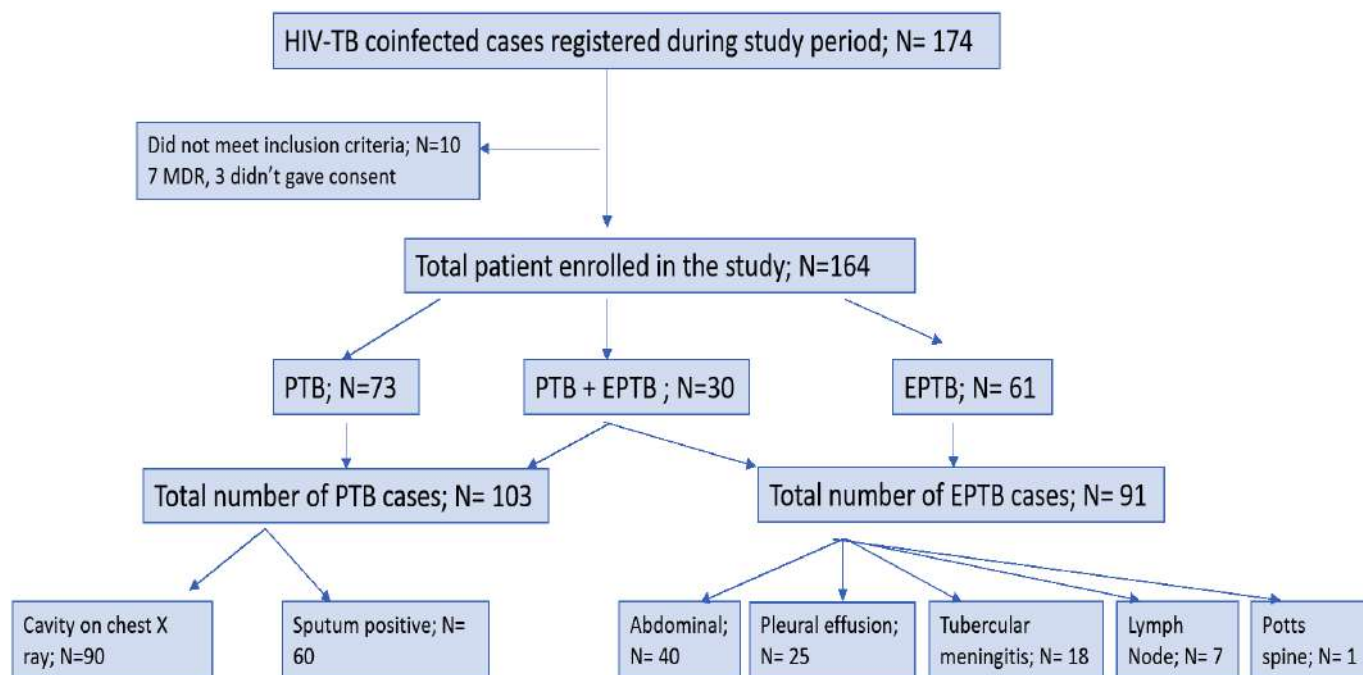 HIV-TB coinfected cases registered during study period; N= 174
Did not meet inclusion criteria; N=10
7 MDR, 3 didn't gave consent
Total patient enrolled in the study; N=164
PTB; N=73
PTB + EPTB ; N=30
EPTB; N= 61
Total number of PTB cases; N= 103
Total number of EPTB cases; N= 91
Cavity on chest X
ray; N=90
Sputum positive; N=
60
Abdominal;
N= 40
Pleural effusion;
N= 25
Tubercular
meningitis; N= 18
Lymph
Node; N= 7
Potts
spine; N= 1